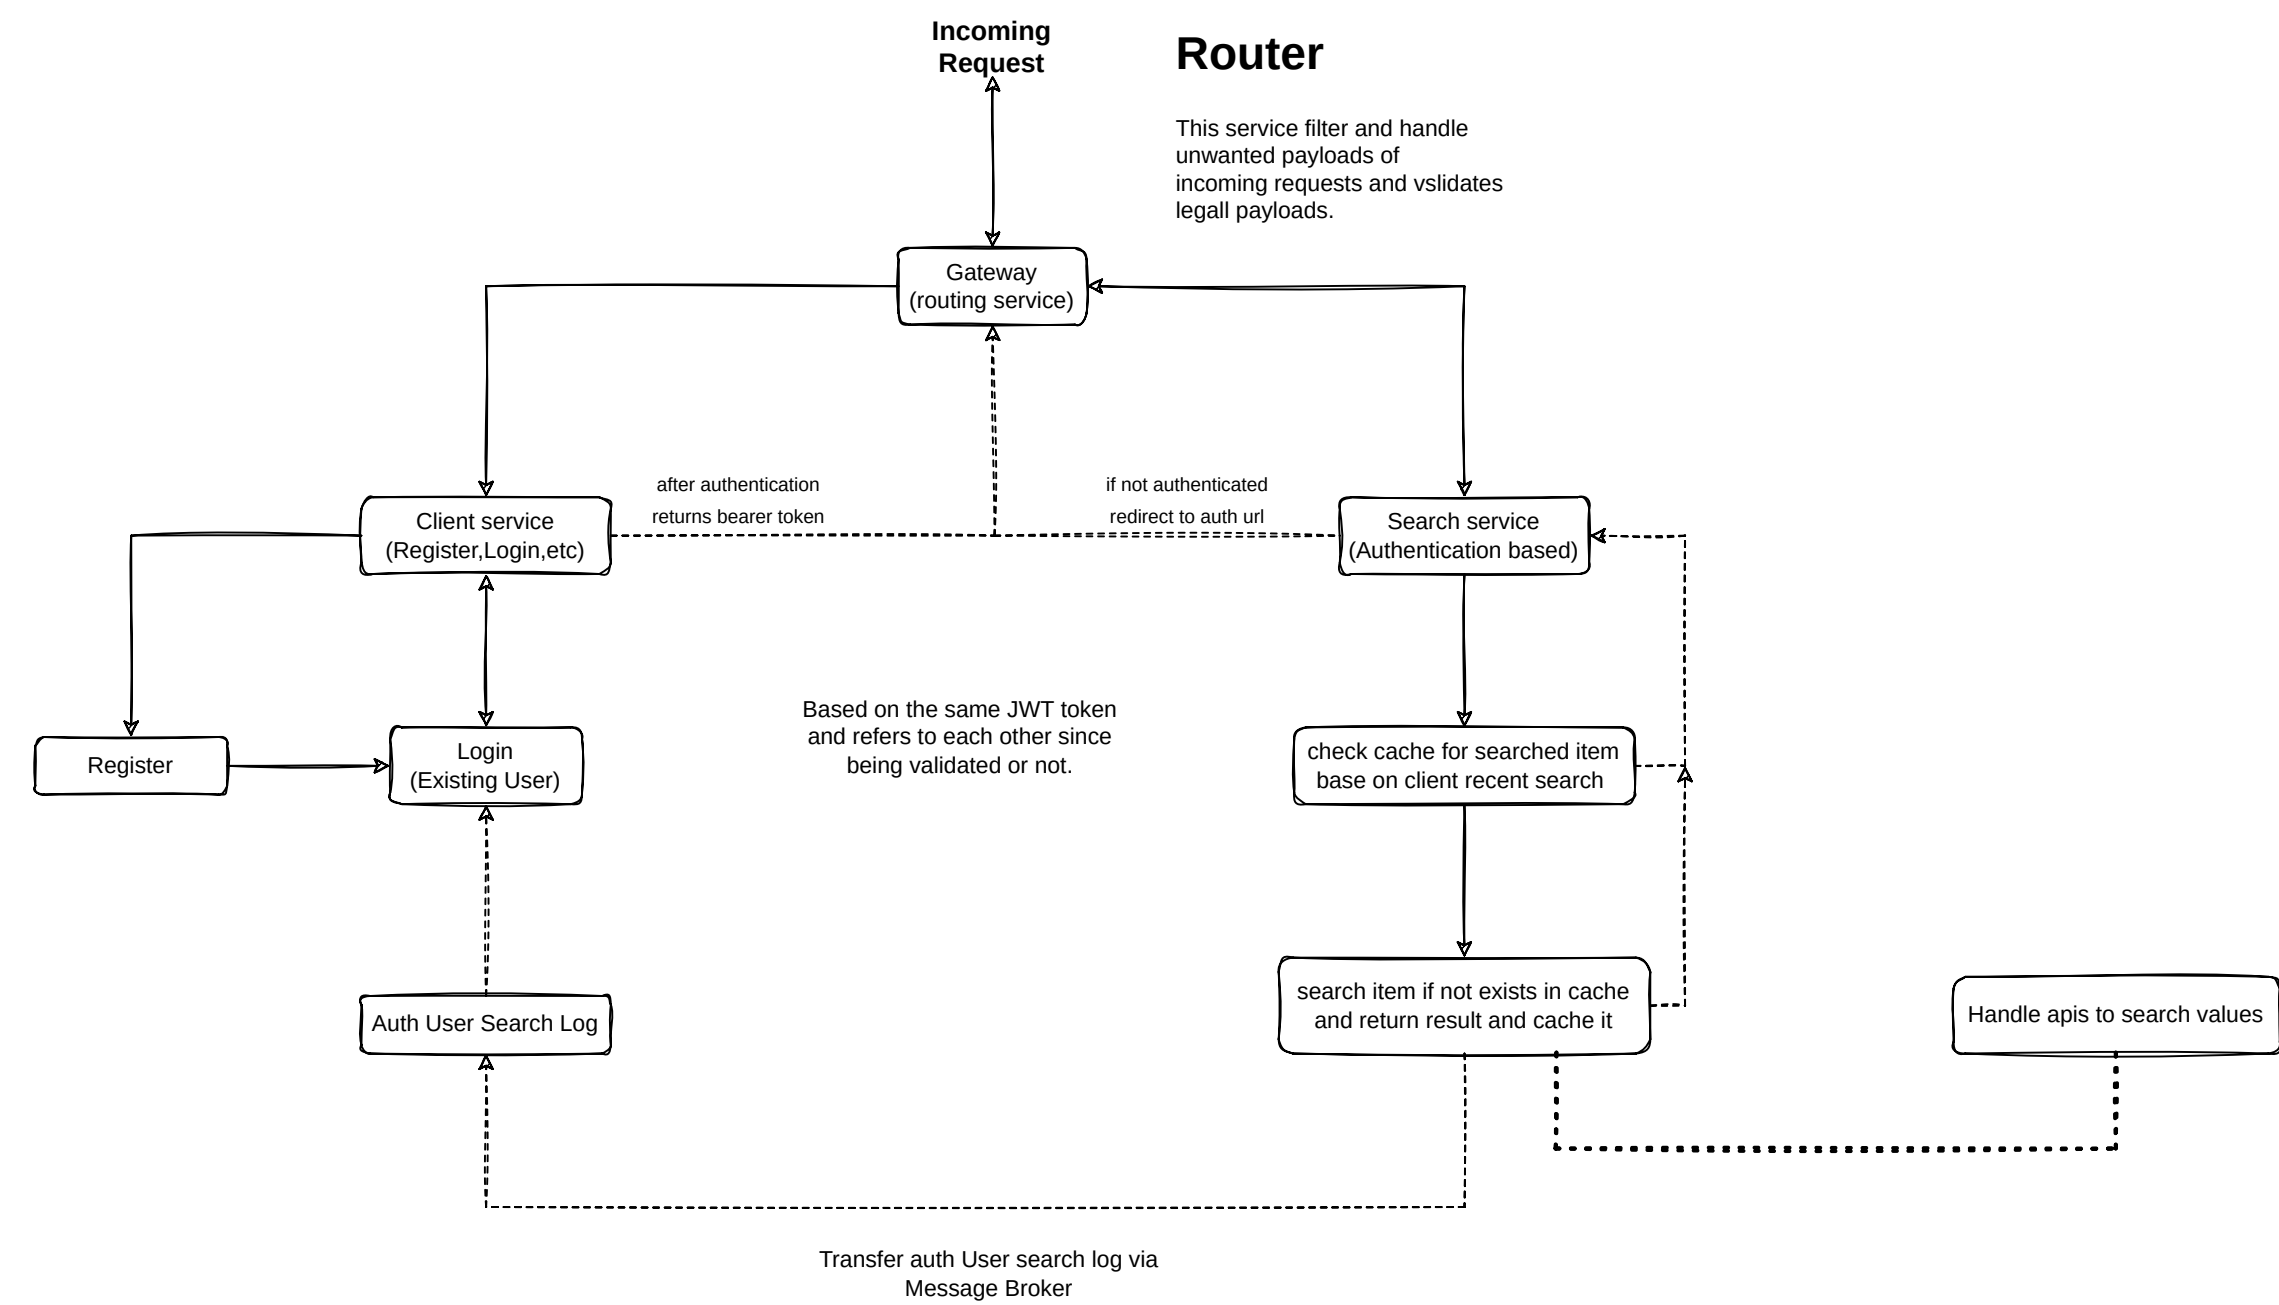 Incoming
Request
Router
This service filter and handle
unwanted payloads of
incoming requests and vslidates
legall payloads.
Gateway
(routing service)
after authentication
returns bearer token
if not authenticated
redirect to auth url
Client service
(Register,Login,etc)
Search service
(Authentication based)
Based on the same JWT token
and refers to each other since
being validated or not.
Register
Login
(Existing User)
check cache for searched item
base on client recent search
Auth User Search Log
search item if not exists in cache
and return result and cache it
Handle apis to search values
Transfer auth User search log via
Message Broker